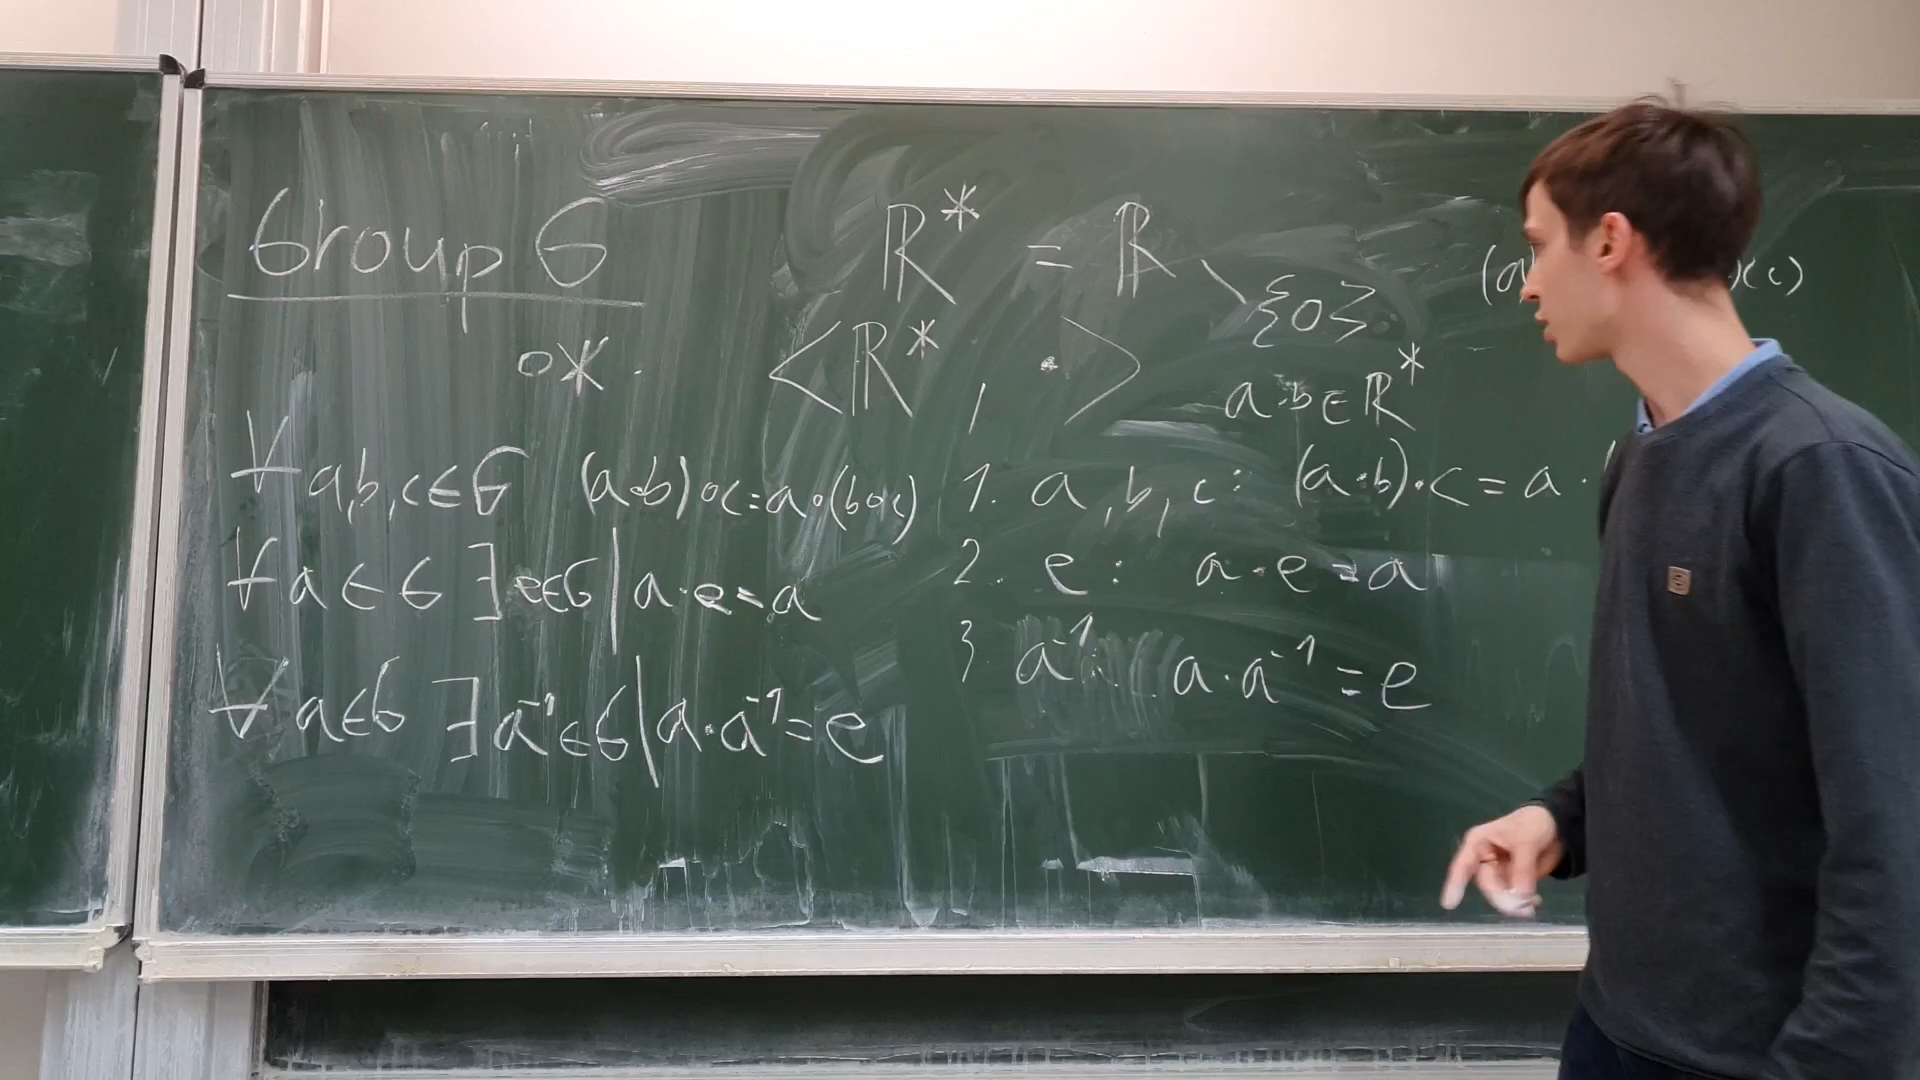 Group G
∘ * ·
∀ a,b,c ∈ G (a∘b)∘c=a∘(b∘c)
∀ a ∈ G ∃ e∈G | a·e=a
∀ a∈G ∃ a⁻¹∈G | a·a⁻¹=e
ℝ* = ℝ \ {0}
<ℝ*, ·>
a·b∈ℝ*
1. a, b, c: (a·b)·c = a·
2. e: a·e=a
3. a⁻¹: a·a⁻¹=e
(a )(c)